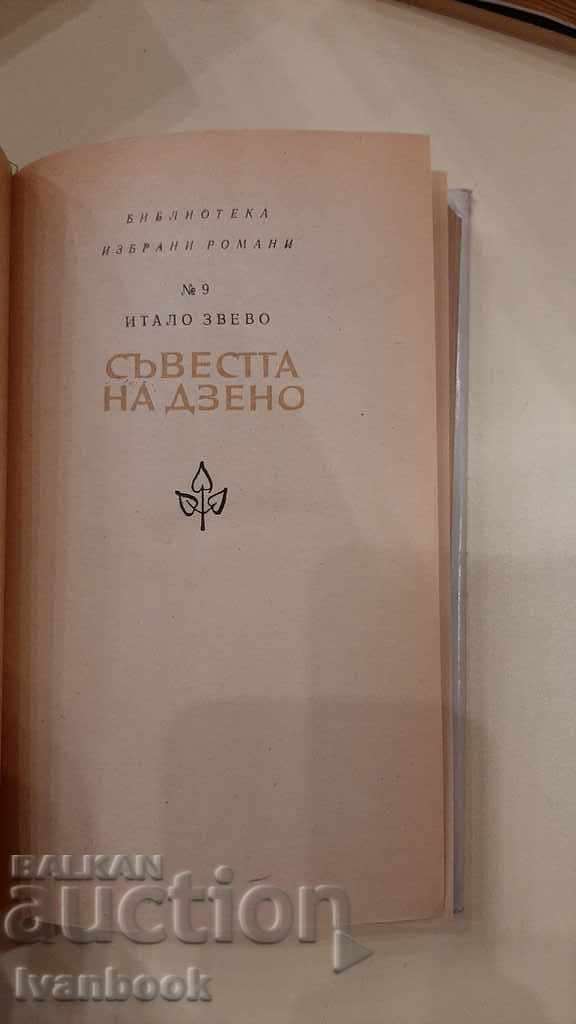 БИБЛИОТЕКА
ИЗБРАНИ РОМАНИ
№ 9
ИТАЛО ЗВЕВО
СЪВЕСТТА
НА ДЗЕНО
BALKAN
auction
Ivanbook